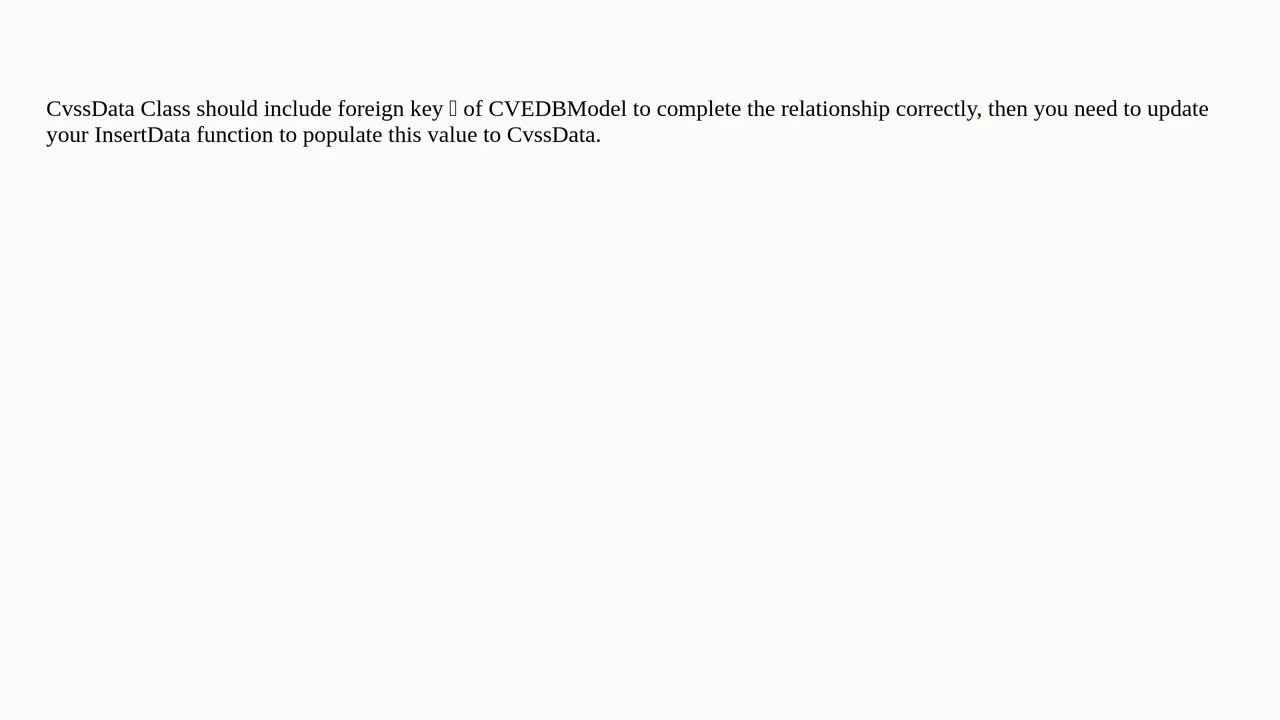 CvssData Class should include foreign key  of CVEDBModel to complete the relationship correctly, then you need to update
your InsertData function to populate this value to CvssData.